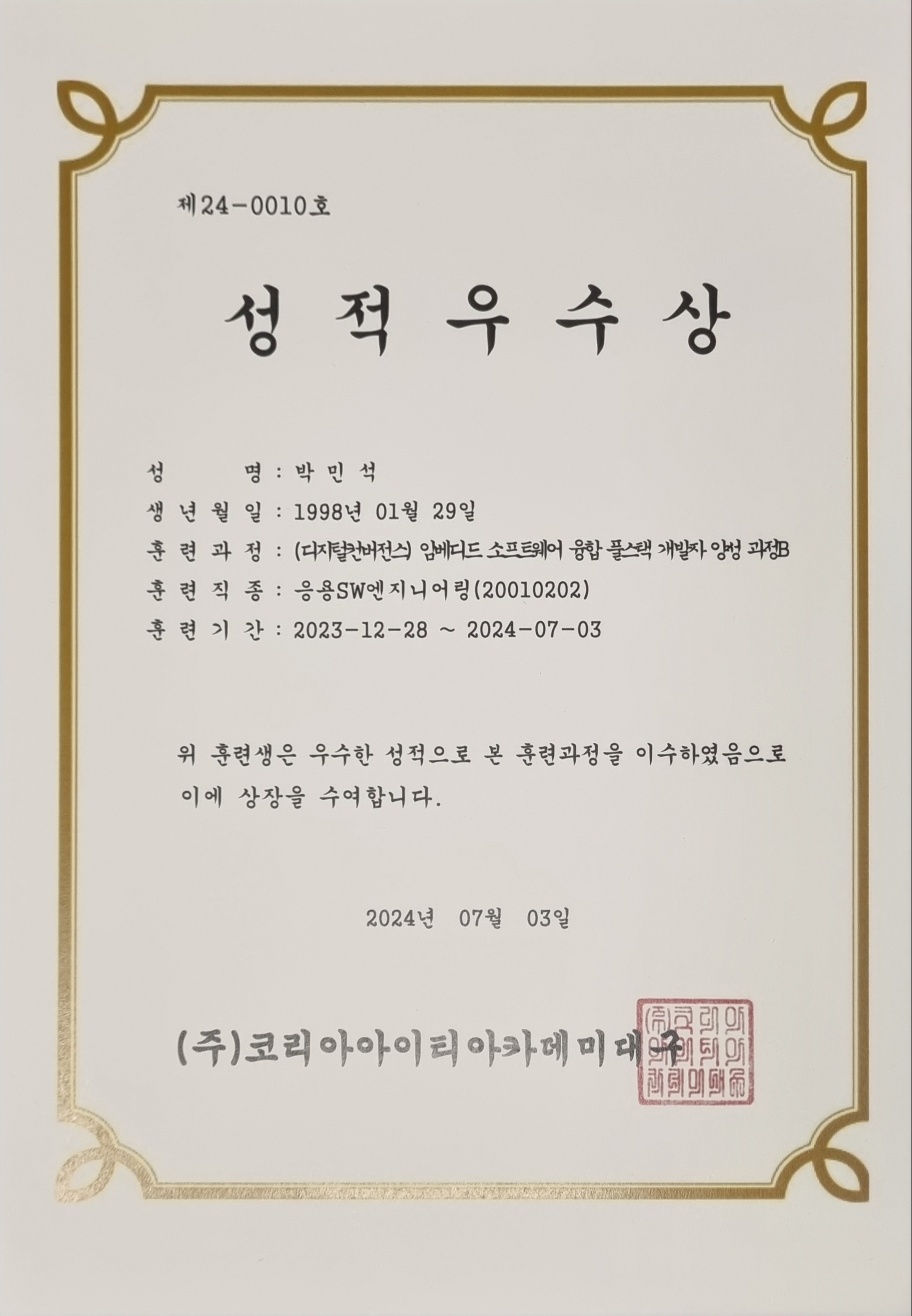 제24-0010호
성 적 우 수 상
성 명 : 박 민 석
생 년 월 일 : 1998년 01월 29일
훈 련 과 정 : (디지털컨버전스) 임베디드 소프트웨어 융합 풀스택 개발자 양성 과정B
훈 련 직 종 : 응용SW엔지니어링(20010202)
훈 련 기 간 : 2023-12-28 ~ 2024-07-03
위 훈련생은 우수한 성적으로 본 훈련과정을 이수하였음으로
이에 상장을 수여합니다.
2024년 07월 03일
(주)코리아아이티아카데미대구